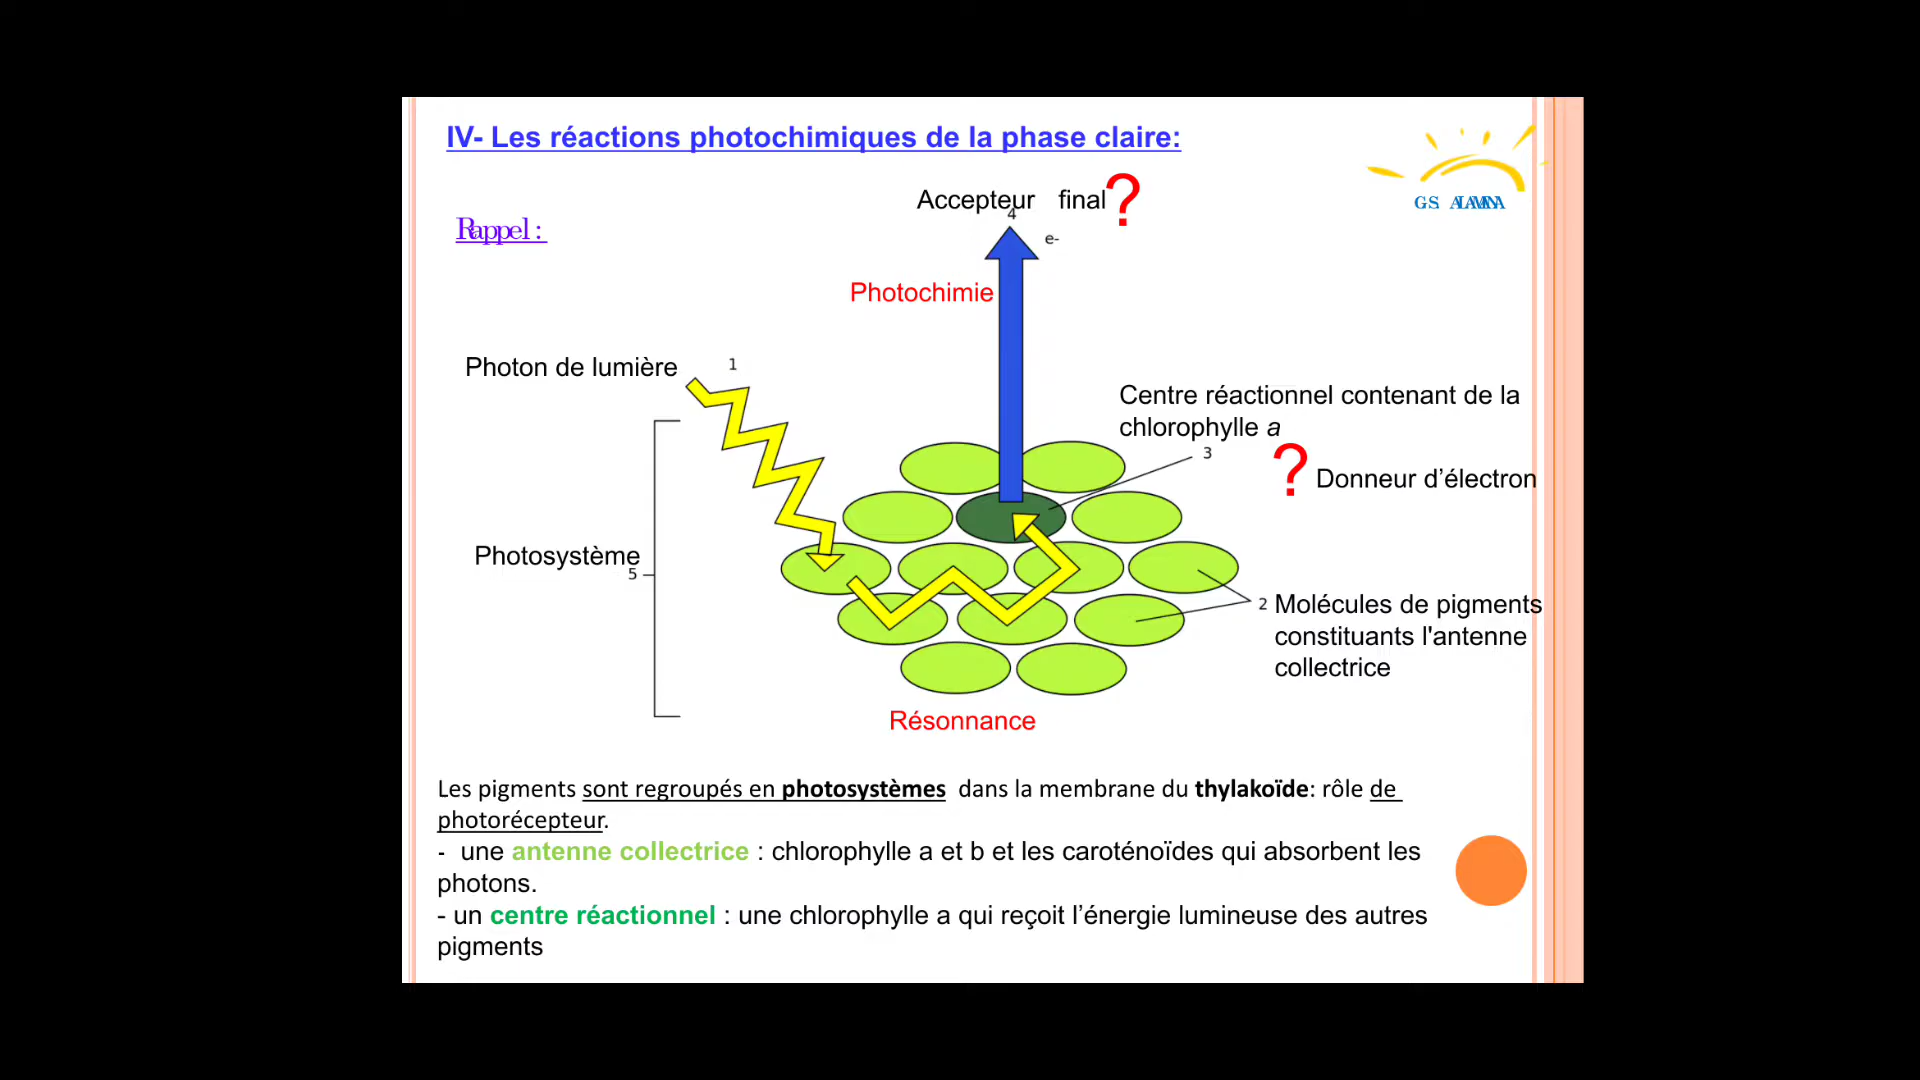 IV- Les réactions photochimiques de la phase claire:
Accepteur final?
4
Rappel :
G.S. ALAMANA
e-
Photochimie
Photon de lumière
1
Centre réactionnel contenant de la
chlorophylle a
3
? Donneur d'électron
Photosystème
5
2
Molécules de pigments
constituants l'antenne
collectrice
Résonnance
Les pigments sont regroupés en photosystèmes dans la membrane du thylakoïde: rôle de
photorécepteur.
- une antenne collectrice : chlorophylle a et b et les caroténoïdes qui absorbent les
photons.
- un centre réactionnel : une chlorophylle a qui reçoit l'énergie lumineuse des autres
pigments